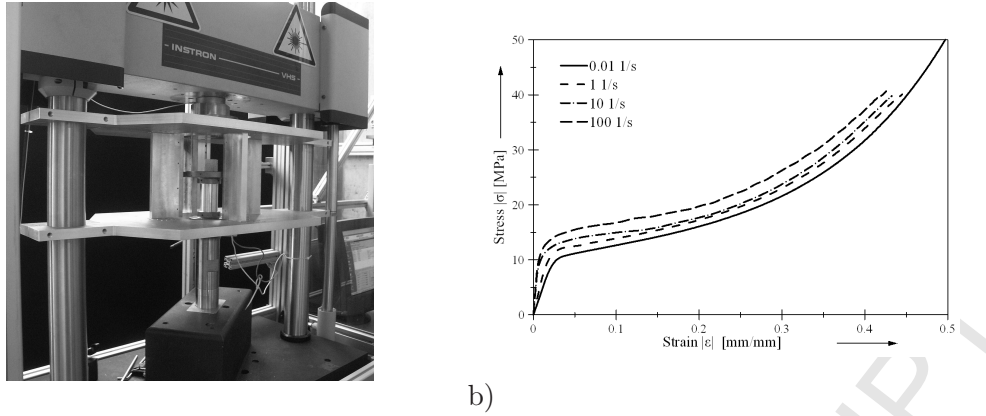 - INSTRON
VHS -
50
40
30
20
10
0
Stress |σ| [MPa]
0.01 1/s
1 1/s
10 1/s
100 1/s
0
0.1
0.2
0.3
0.4
0.5
Strain |ε| [mm/mm]
b)